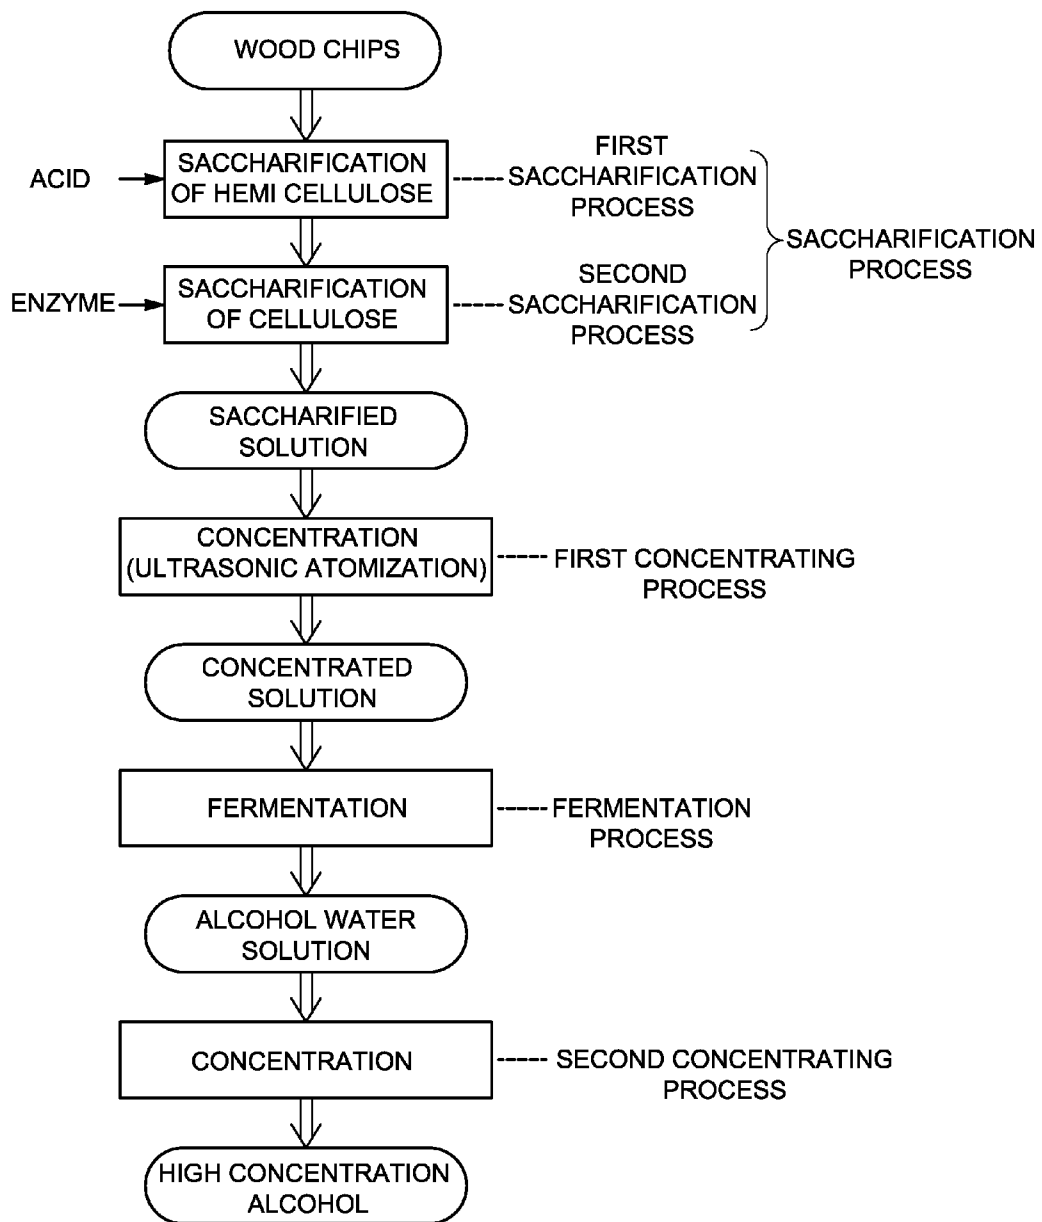 WOOD CHIPS
ACID
SACCHARIFICATION
OF HEMI CELLULOSE
FIRST
SACCHARIFICATION
PROCESS
SACCHARIFICATION
PROCESS
ENZYME
SACCHARIFICATION
OF CELLULOSE
SECOND
SACCHARIFICATION
PROCESS
SACCHARIFIED
SOLUTION
CONCENTRATION
(ULTRASONIC ATOMIZATION)
FIRST CONCENTRATING
PROCESS
CONCENTRATED
SOLUTION
FERMENTATION
FERMENTATION
PROCESS
ALCOHOL WATER
SOLUTION
CONCENTRATION
SECOND CONCENTRATING
PROCESS
HIGH CONCENTRATION
ALCOHOL